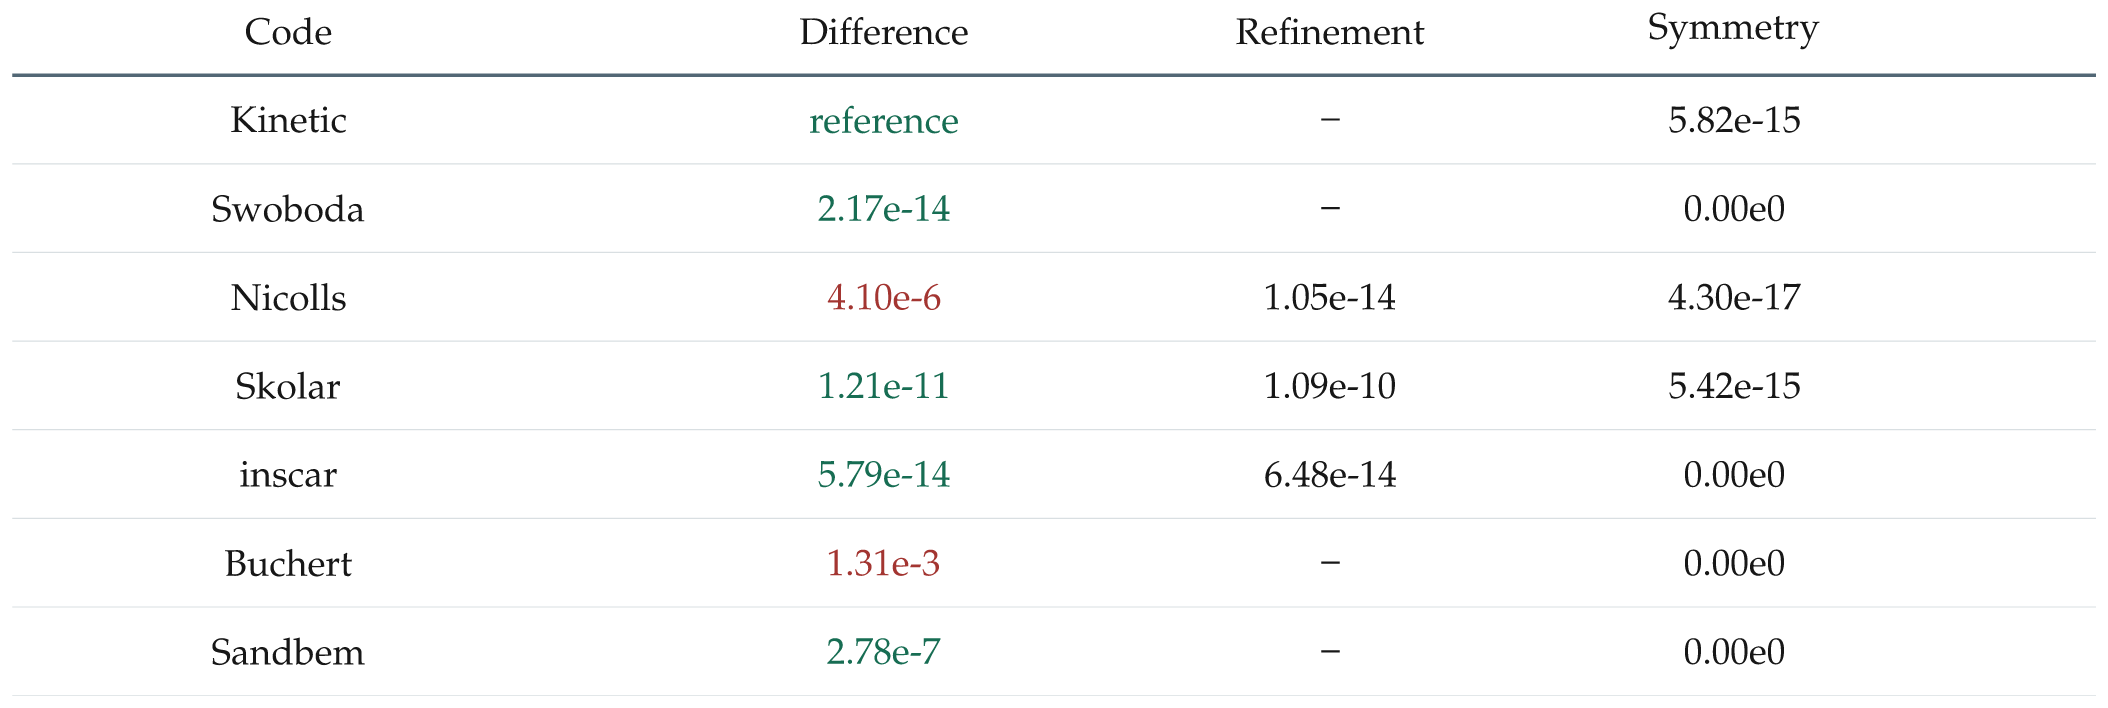 Code Difference Refinement Symmetry
Kinetic reference – 5.82e-15
Swoboda 2.17e-14 – 0.00e0
Nicolls 4.10e-6 1.05e-14 4.30e-17
Skolar 1.21e-11 1.09e-10 5.42e-15
inscar 5.79e-14 6.48e-14 0.00e0
Buchert 1.31e-3 – 0.00e0
Sandbem 2.78e-7 – 0.00e0